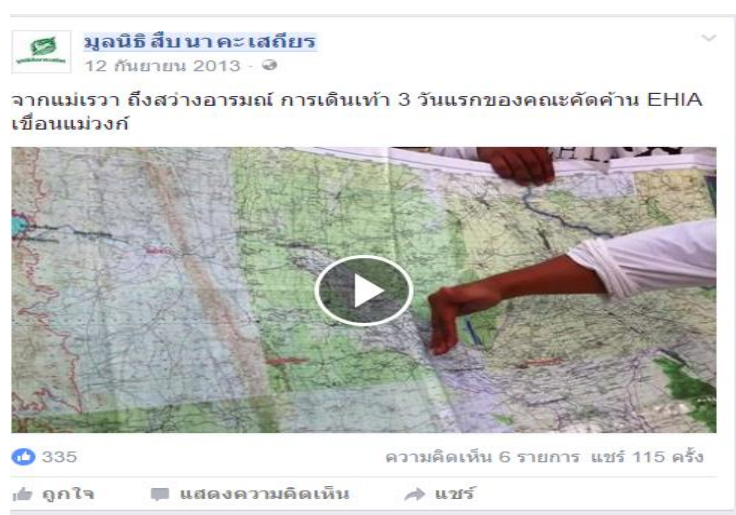 มูลนิธิสืบนาคะเสถียร
12 กันยายน 2013
จากแม่เรวา ถึงสว่างอารมณ์ การเดินเท้า 3 วันแรกของคณะคัดค้าน EHIA
เขื่อนแม่วงก์
335
ความคิดเห็น 6 รายการ แชร์ 115 ครั้ง
ถูกใจ แสดงความคิดเห็น แชร์